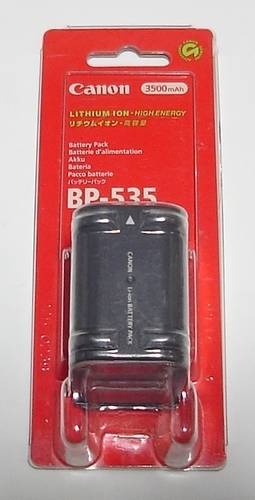 Canon 3500mAh
LITHIUM ION - HIGH ENERGY
リチウムイオン・高容量
Battery Pack
Batterie d'alimentation
Akku
Bateria
Pacco batterie
バッテリーパック
BP-535
CANON Li-ion BATTERY PACK